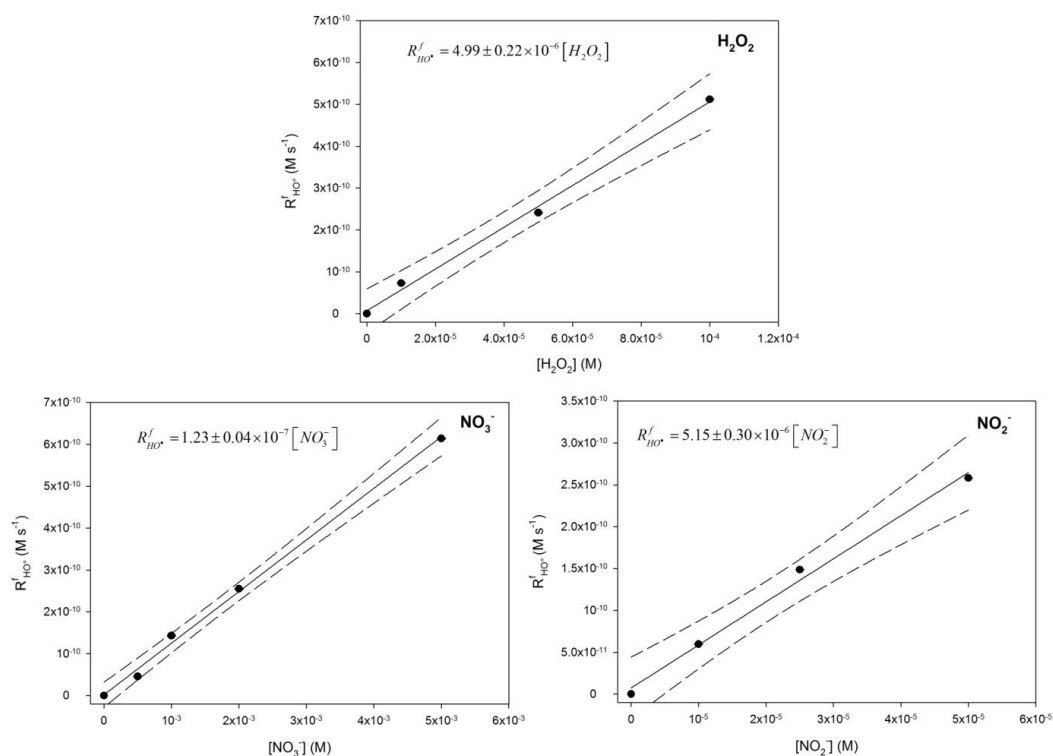 H₂O₂
R^f_HO• = 4.99 ± 0.22 × 10⁻⁶ [H₂O₂]
7x10⁻¹⁰
6x10⁻¹⁰
5x10⁻¹⁰
4x10⁻¹⁰
3x10⁻¹⁰
2x10⁻¹⁰
10⁻¹⁰
0
R^f_HO• (M s⁻¹)
0 2.0x10⁻⁵ 4.0x10⁻⁵ 6.0x10⁻⁵ 8.0x10⁻⁵ 10⁻⁴ 1.2x10⁻⁴
[H₂O₂] (M)
NO₃⁻
R^f_HO• = 1.23 ± 0.04 × 10⁻⁷ [NO₃⁻]
7x10⁻¹⁰
6x10⁻¹⁰
5x10⁻¹⁰
4x10⁻¹⁰
3x10⁻¹⁰
2x10⁻¹⁰
10⁻¹⁰
0
R^f_HO• (M s⁻¹)
0 10⁻³ 2x10⁻³ 3x10⁻³ 4x10⁻³ 5x10⁻³ 6x10⁻³
[NO₃⁻] (M)
NO₂⁻
R^f_HO• = 5.15 ± 0.30 × 10⁻⁶ [NO₂⁻]
3.5x10⁻¹⁰
3.0x10⁻¹⁰
2.5x10⁻¹⁰
2.0x10⁻¹⁰
1.5x10⁻¹⁰
10⁻¹⁰
5.0x10⁻¹¹
0
R^f_HO• (M s⁻¹)
0 10⁻⁵ 2x10⁻⁵ 3x10⁻⁵ 4x10⁻⁵ 5x10⁻⁵ 6x10⁻⁵
[NO₂⁻] (M)